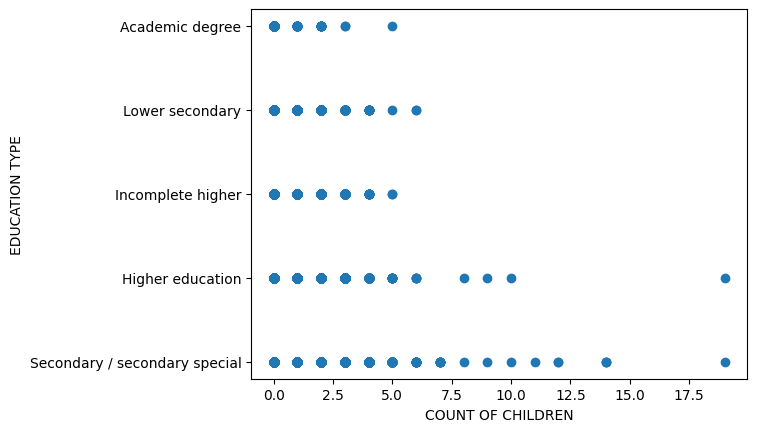 Academic degree
Lower secondary
Incomplete higher
Higher education
Secondary / secondary special
EDUCATION TYPE
0.0 2.5 5.0 7.5 10.0 12.5 15.0 17.5
COUNT OF CHILDREN